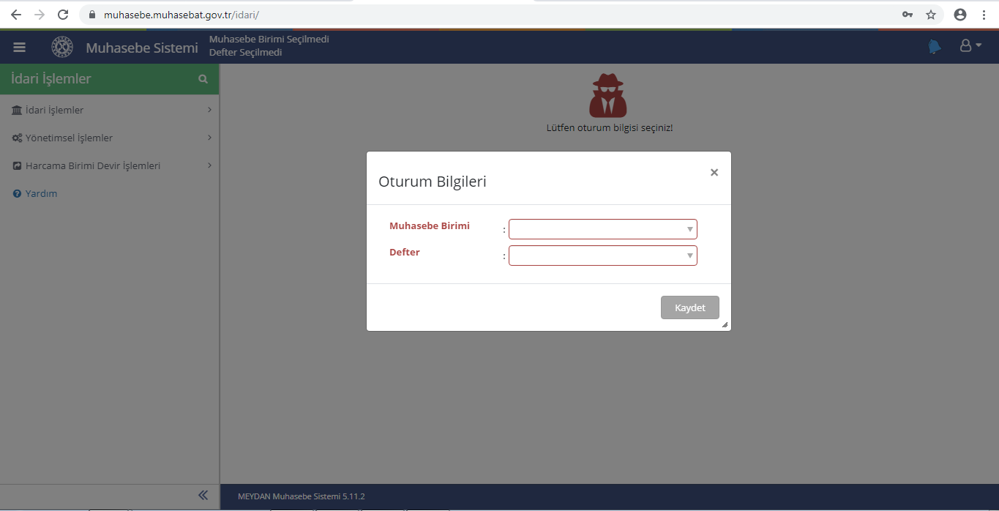 muhasebe.muhasebat.gov.tr/idari/
Muhasebe Sistemi
Muhasebe Birimi Seçilmedi
Defter Seçilmedi
İdari İşlemler
İdari İşlemler
Yönetimsel İşlemler
Harcama Birimi Devir İşlemleri
Yardım
Lütfen oturum bilgisi seçiniz!
Oturum Bilgileri
×
Muhasebe Birimi :
Defter :
Kaydet
MEYDAN Muhasebe Sistemi 5.11.2